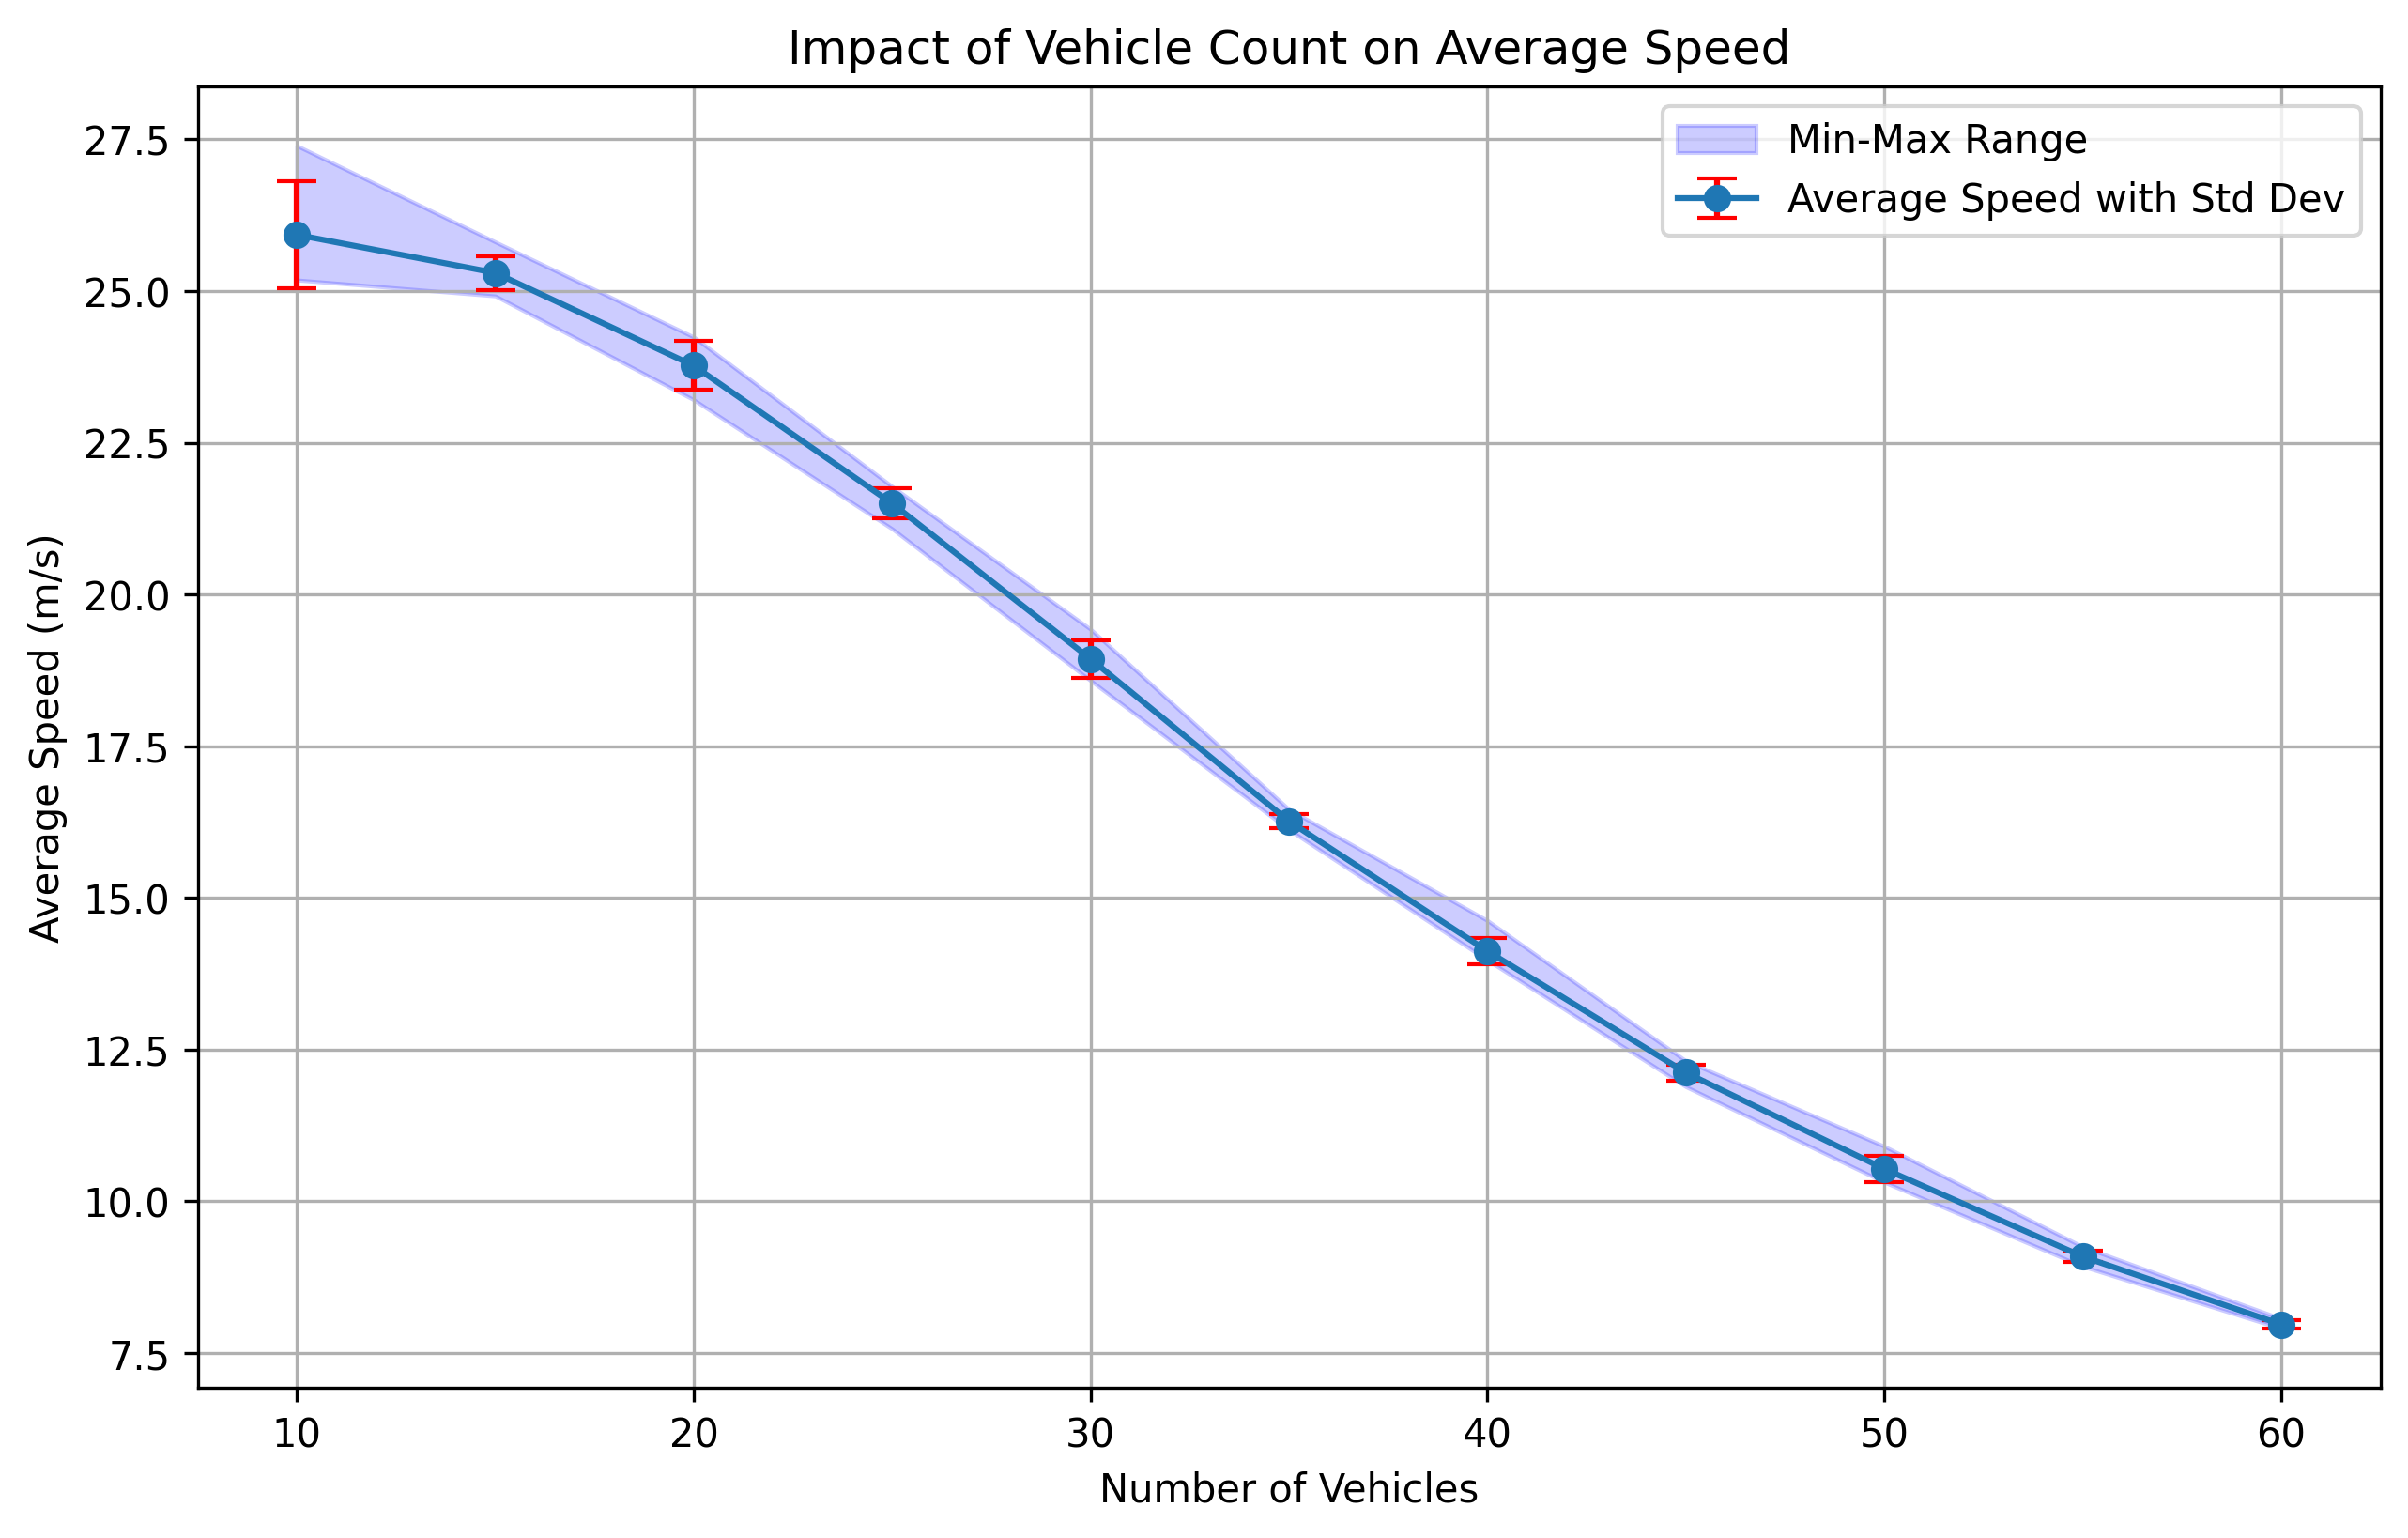 Impact of Vehicle Count on Average Speed
Min-Max Range
Average Speed with Std Dev
Average Speed (m/s)
27.5
25.0
22.5
20.0
17.5
15.0
12.5
10.0
7.5
10 20 30 40 50 60
Number of Vehicles